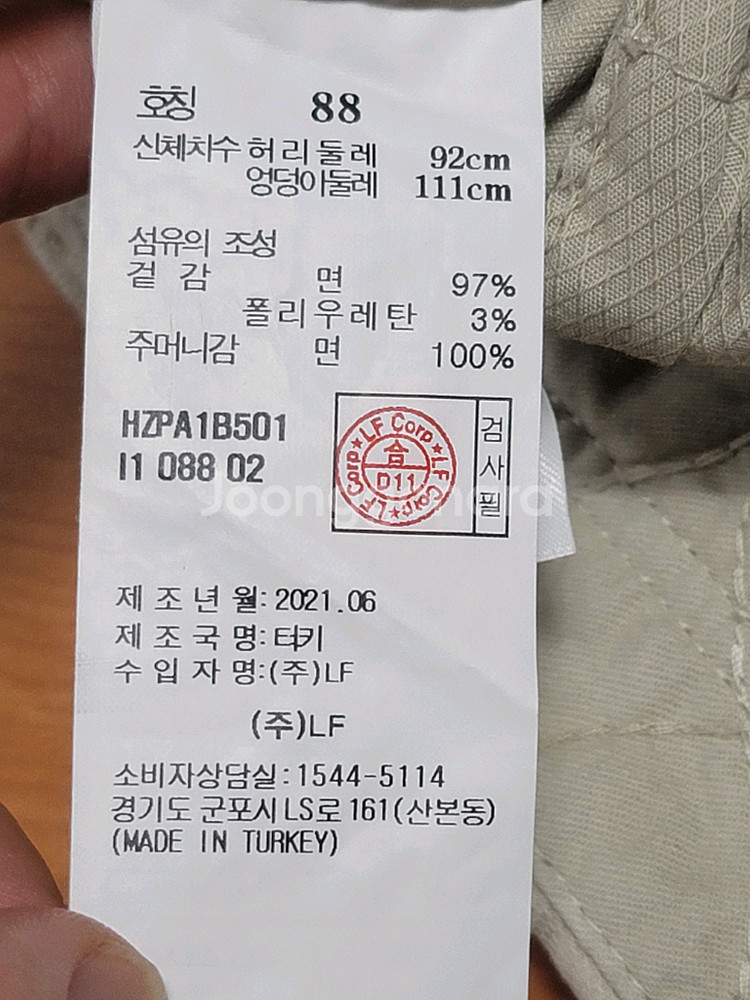 호칭 88
신체치수 허리둘레 92cm
엉덩이둘레 111cm
섬유의 조성
겉감 면 97%
폴리우레탄 3%
주머니감 면 100%
HZPA1B501
I1 088 02
LF Corp★LF Corp★LF Corp★
合
D11
검사필
Joongonara
제조년월: 2021.06
제조국명: 터키
수입자명:(주)LF
(주)LF
소비자상담실:1544-5114
경기도 군포시 LS로 161(산본동)
(MADE IN TURKEY)